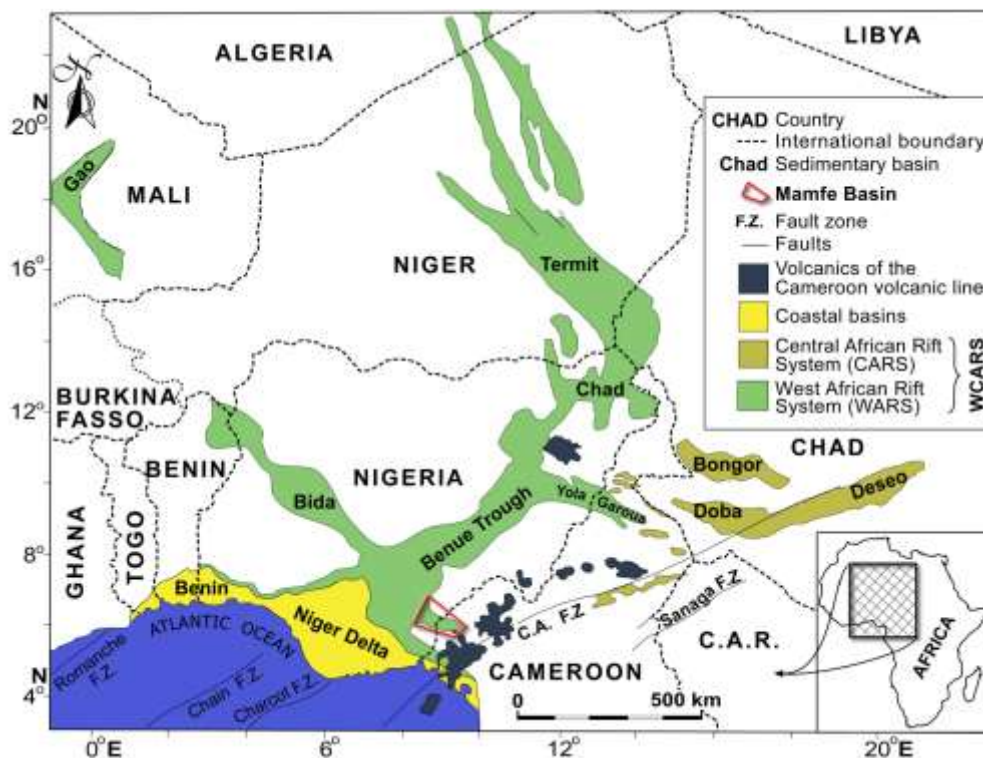 ALGERIA
LIBYA
N
20°
Gao
MALI
NIGER
Termit
16°
CHAD Country
International boundary
Chad Sedimentary basin
Mamfe Basin
F.Z. Fault zone
Faults
Volcanics of the
Cameroon volcanic line
Coastal basins
Central African Rift
System (CARS)
West African Rift
System (WARS)
WCARS
BURKINA
FASSO
12°
Chad
CHAD
BENIN
NIGERIA
Bongor
Deseo
Bida
Benue Trough
Yola
Garoua
Doba
GHANA
TOGO
8°
Benin
Niger Delta
ATLANTIC OCEAN
C.A. F.Z
Sanaga F.Z.
Romanche
F.Z.
Chain F.Z.
Charcot F.Z.
CAMEROON
C.A.R.
AFRICA
N
4°
0 500 km
0°E 6° 12° 20°E